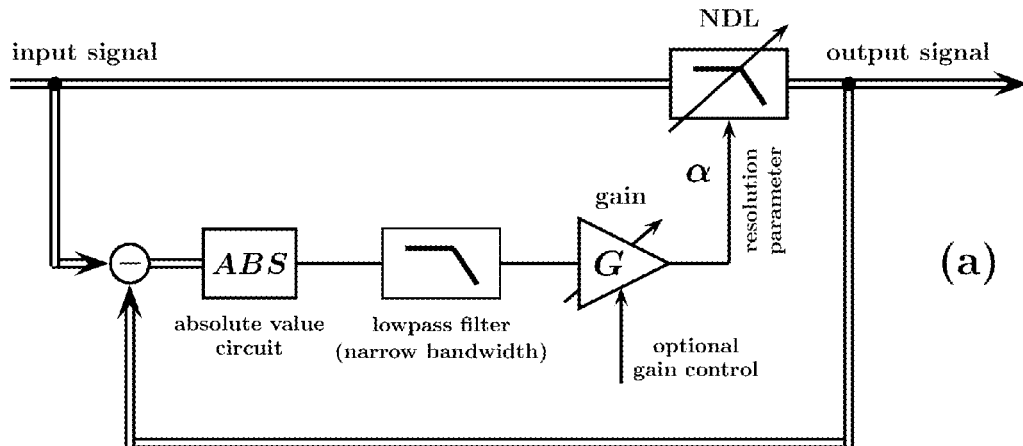 NDL
input signal
output signal
α
resolution
parameter
gain
−
ABS
G
(a)
absolute value
circuit
lowpass filter
(narrow bandwidth)
optional
gain control